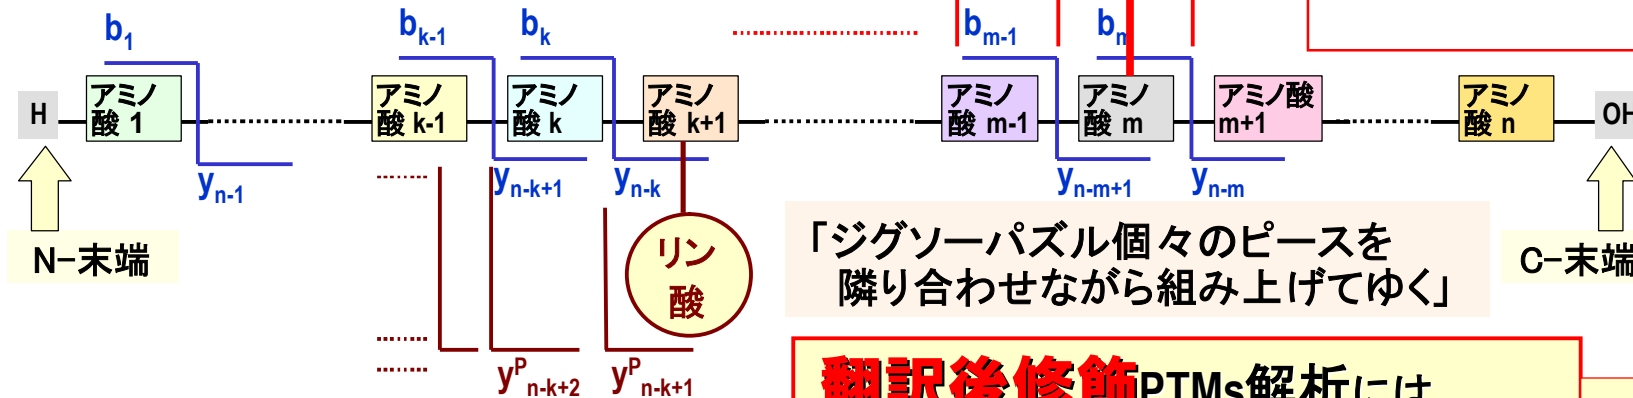 b1
bk-1
bk
bm-1
bm
H
アミノ
酸 1
アミノ
酸 k-1
アミノ
酸 k
アミノ
酸 k+1
アミノ
酸 m-1
アミノ
酸 m
アミノ酸
m+1
アミノ
酸 n
OH
yn-1
yn-k+1
yn-k
yn-m+1
yn-m
N-末端
リン
酸
「ジグソーパズル個々のピースを
隣り合わせながら組み上げてゆく」
C-末端
yPn-k+2
yPn-k+1
翻訳後修飾PTMs解析には